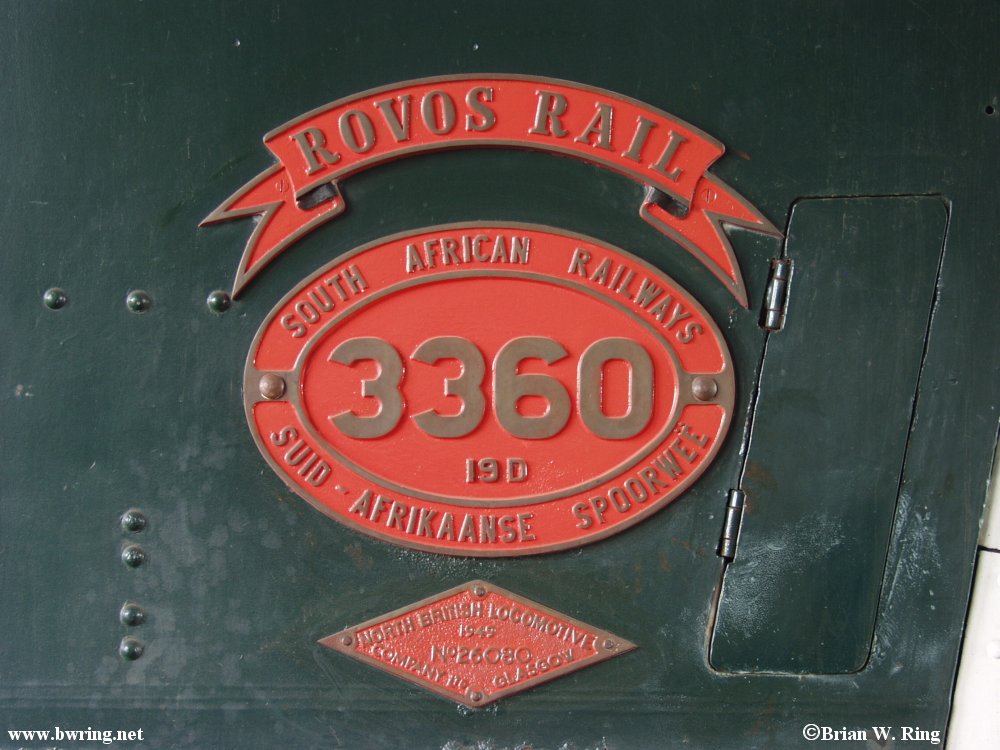 ROVOS RAIL
SOUTH AFRICAN RAILWAYS
3360
19D
SUID-AFRIKAANSE SPOORWEË
NORTH BRITISH LOCOMOTIVE
1945
No 26080
COMPANY LTD GLASGOW
www.bwring.net
©Brian W. Ring